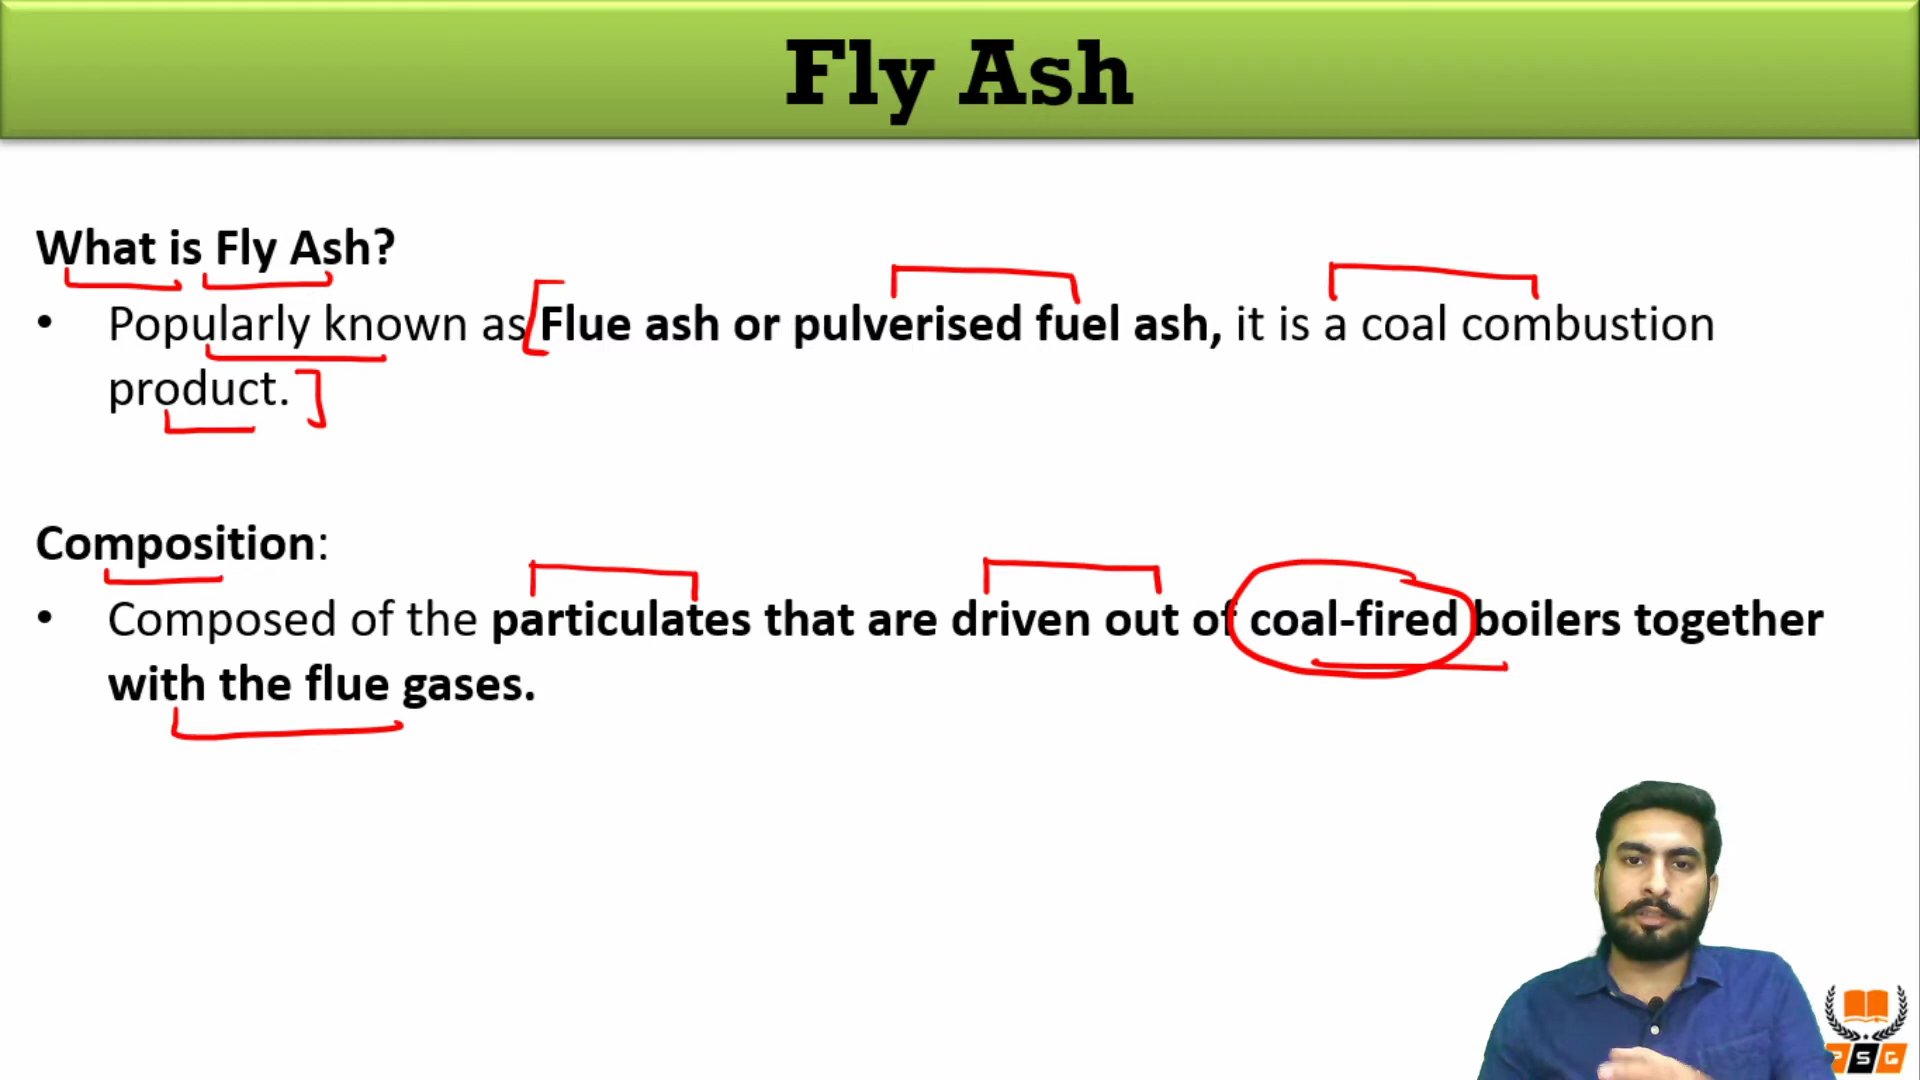 Fly Ash
What is Fly Ash?
• Popularly known as Flue ash or pulverised fuel ash, it is a coal combustion
product.
Composition:
• Composed of the particulates that are driven out of coal-fired boilers together
with the flue gases.
PSG